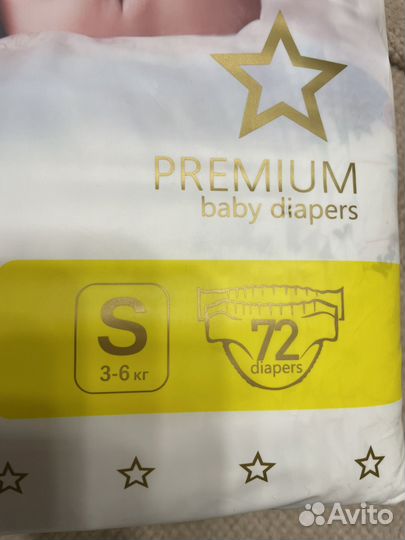 PREMIUM
baby diapers
S
3-6 кг
72
diapers
Avito